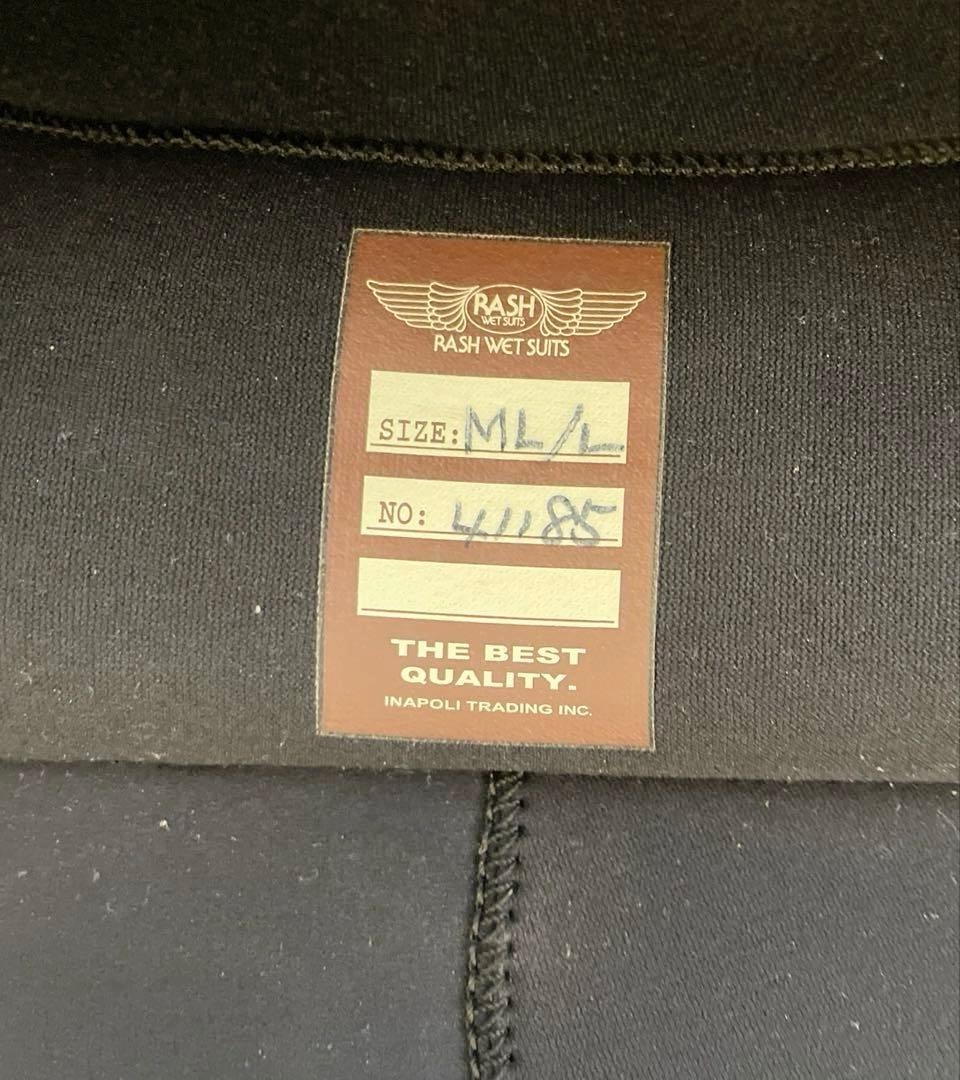 RASH
WET SUITS
RASH WET SUITS
SIZE: ML/L
NO: 41185
THE BEST
QUALITY.
INAPOLI TRADING INC.